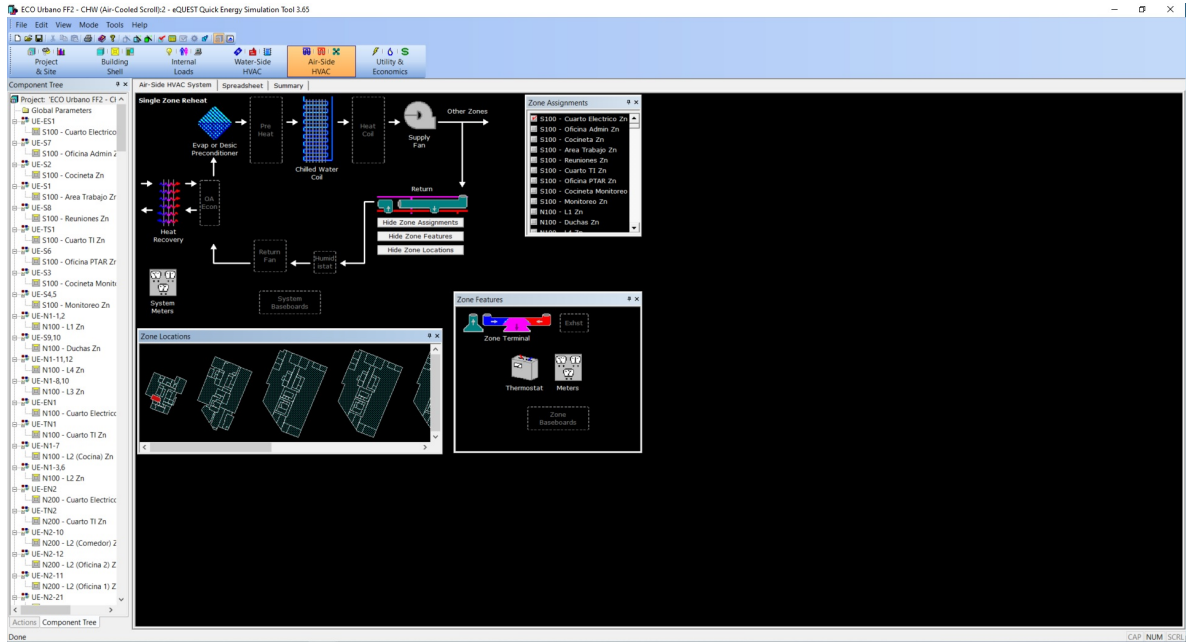 ECO Urbano FF2 - CHW (Air-Cooled Scroll):2 - eQUEST Quick Energy Simulation Tool 3.65
File Edit View Mode Tools Help
Project & Site
Building Shell
Internal Loads
Water-Side HVAC
Air-Side HVAC
Utility & Economics
Component Tree
Air-Side HVAC System Spreadsheet Summary
Project: 'ECO Urbano FF2 - CH
Global Parameters
UE-ES1
S100 - Cuarto Electrico
UE-S7
S100 - Oficina Admin Z
UE-S2
S100 - Cocineta Zn
UE-S1
S100 - Area Trabajo Zn
UE-S8
S100 - Reuniones Zn
UE-TS1
S100 - Cuarto TI Zn
UE-S6
S100 - Oficina PTAR Zn
UE-S3
S100 - Cocineta Monito
UE-S4,5
S100 - Monitoreo Zn
UE-N1-1,2
N100 - L1 Zn
UE-S9,10
N100 - Duchas Zn
UE-N1-11,12
N100 - L4 Zn
UE-N1-8,10
N100 - L3 Zn
UE-EN1
N100 - Cuarto Electrico
UE-TN1
N100 - Cuarto TI Zn
UE-N1-7
N100 - L2 (Cocina) Zn
UE-N1-3,6
N100 - L2 Zn
UE-EN2
N200 - Cuarto Electrico
UE-TN2
N200 - Cuarto TI Zn
UE-N2-10
N200 - L2 (Comedor) Z
UE-N2-12
N200 - L2 (Oficina 2) Z
UE-N2-11
N200 - L2 (Oficina 1) Z
UE-N2-21
Actions Component Tree
Single Zone Reheat
Evap or Desic
Preconditioner
Pre
Heat
Chilled Water
Coil
Heat
Coil
Supply
Fan
Other Zones
Heat
Recovery
OA
Econ
Return
Hide Zone Assignments
Hide Zone Features
Hide Zone Locations
Return
Fan
Humid
istat
System
Meters
System
Baseboards
Zone Assignments
S100 - Cuarto Electrico Zn
S100 - Oficina Admin Zn
S100 - Cocineta Zn
S100 - Area Trabajo Zn
S100 - Reuniones Zn
S100 - Cuarto TI Zn
S100 - Oficina PTAR Zn
S100 - Cocineta Monitoreo
S100 - Monitoreo Zn
N100 - L1 Zn
N100 - Duchas Zn
N100 - L4 Zn
Zone Locations
Zone Features
Zone Terminal
Exhst
Thermostat
Meters
Zone
Baseboards
Done
CAP NUM SCRL